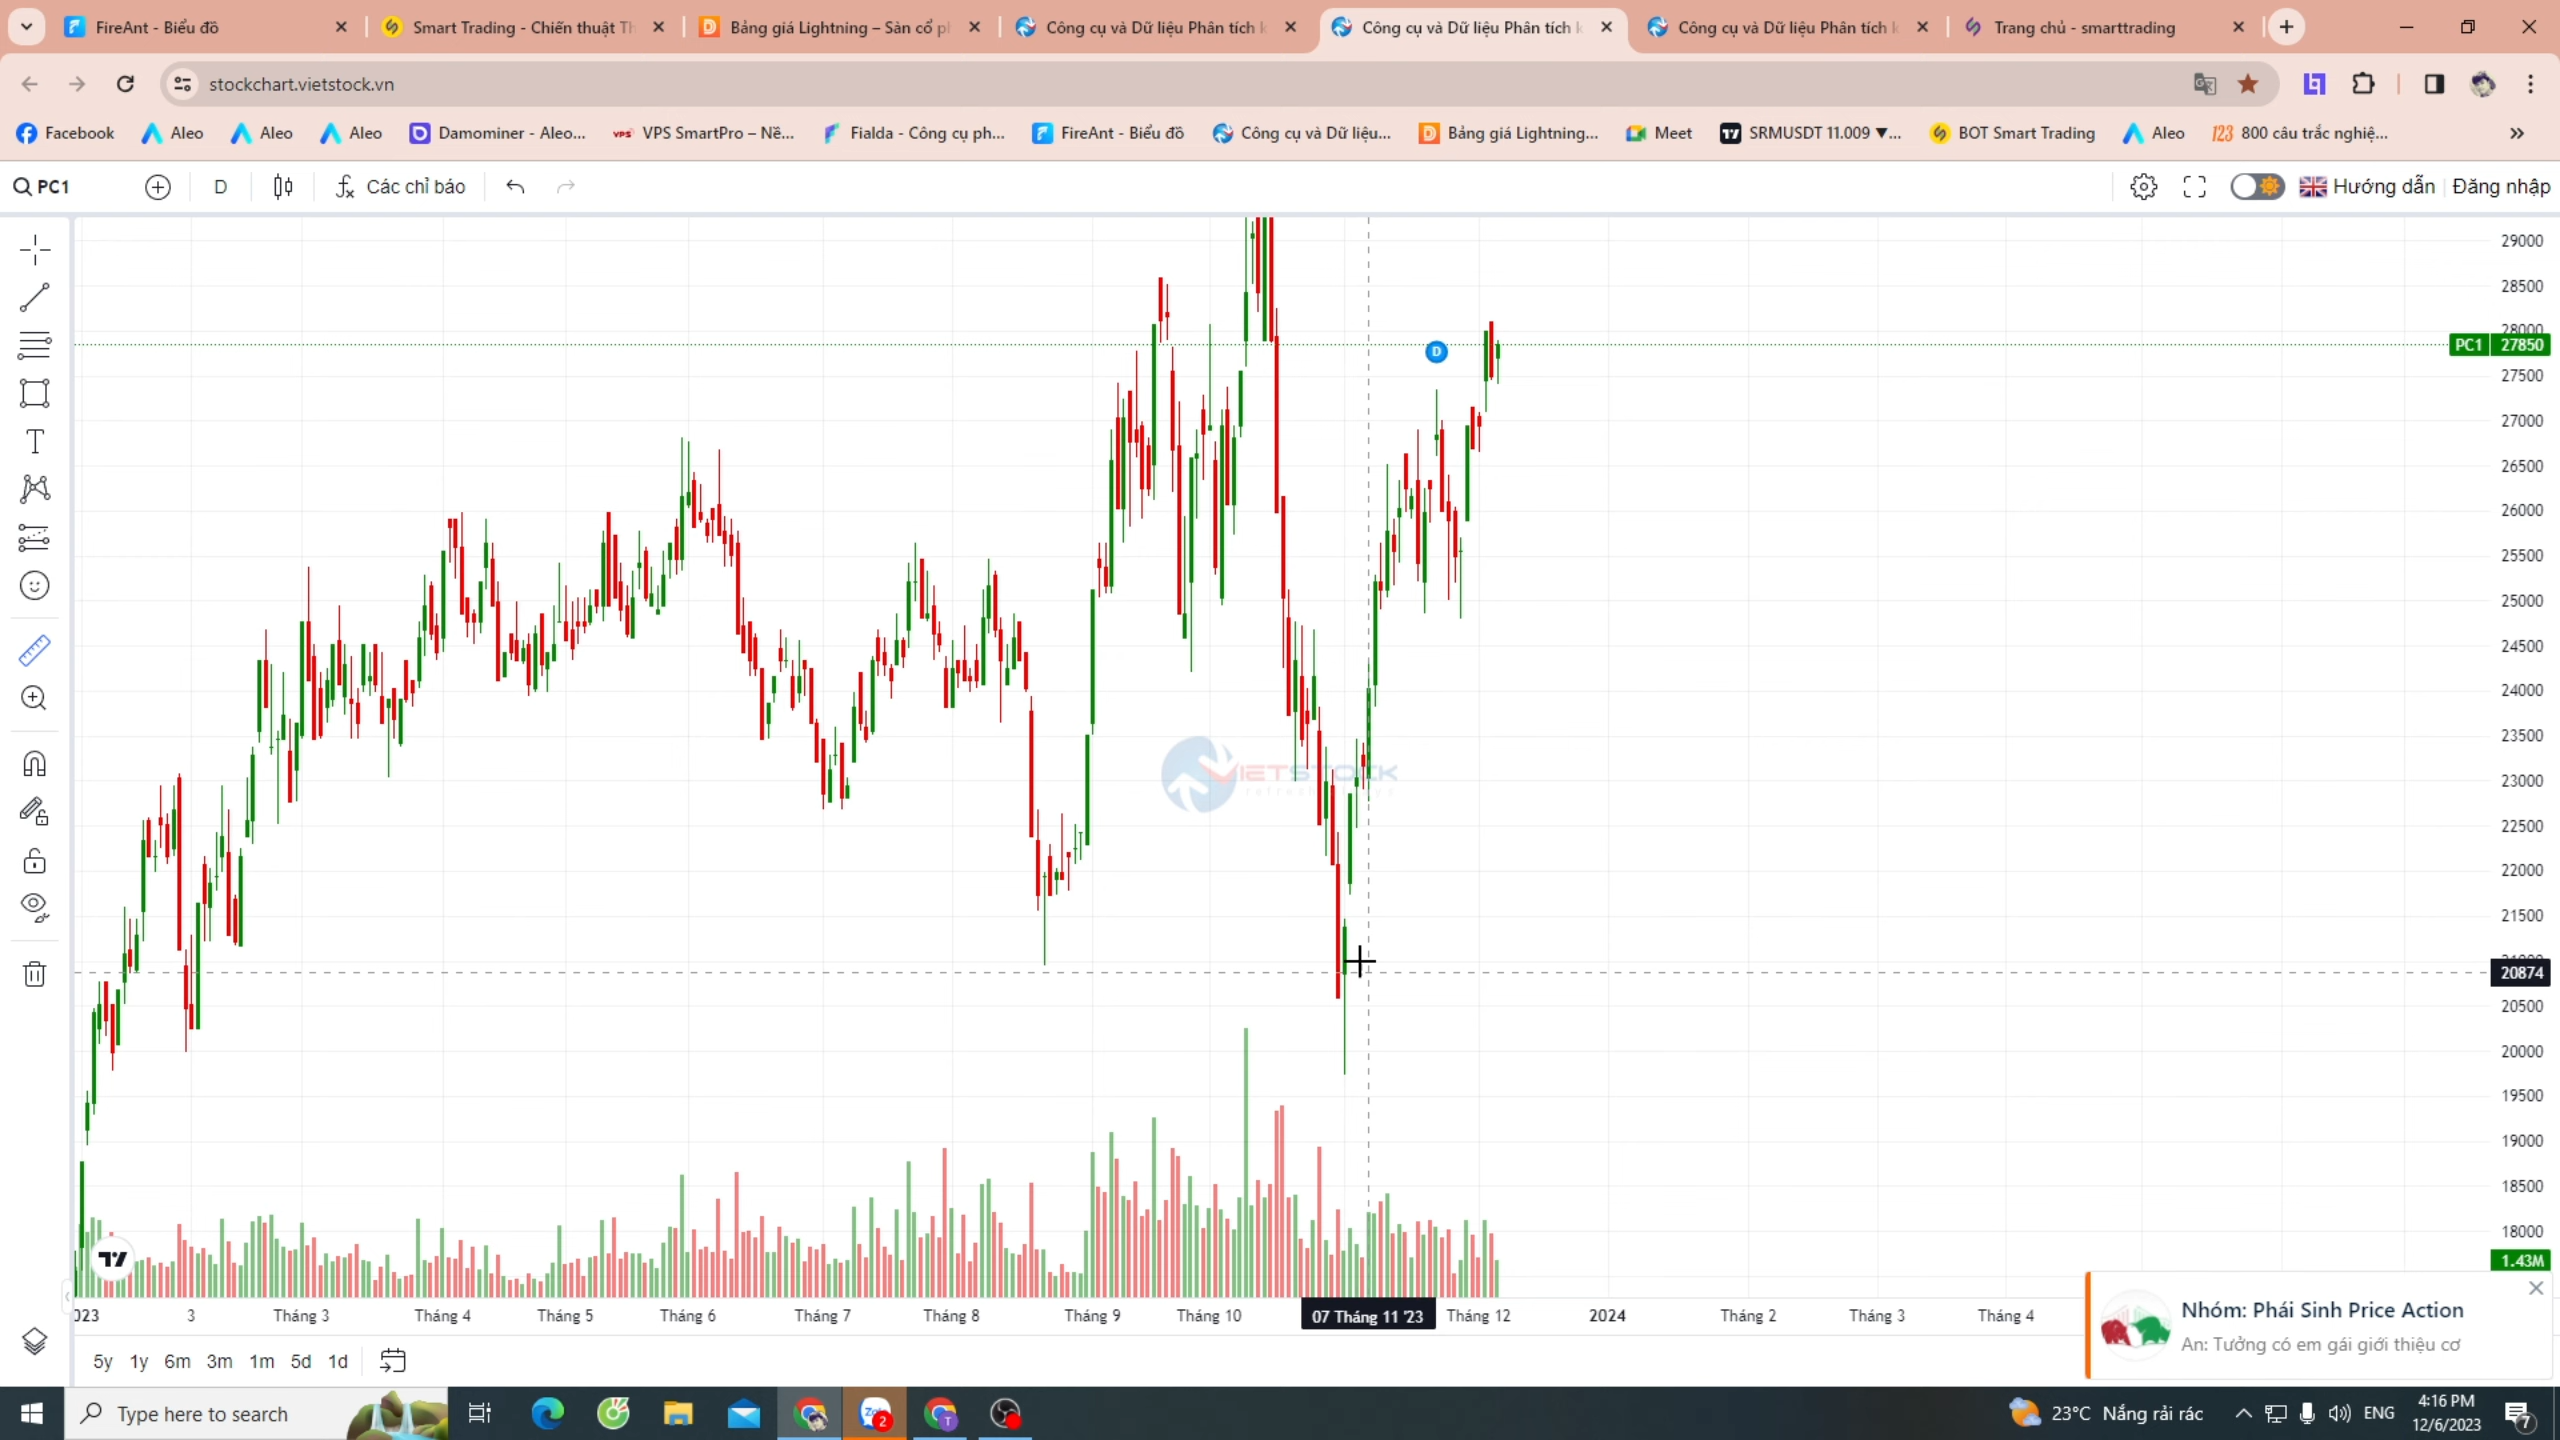 FireAnt - Biểu đồ
Smart Trading - Chiến thuật Th
Bảng giá Lightning – Sàn cổ ph
Công cụ và Dữ liệu Phân tích k
Công cụ và Dữ liệu Phân tích k
Công cụ và Dữ liệu Phân tích k
Trang chủ - smarttrading
stockchart.vietstock.vn
Facebook
Aleo
Aleo
Aleo
Damominer - Aleo...
VPS SmartPro – Nề...
Fialda - Công cụ ph...
FireAnt - Biểu đồ
Công cụ và Dữ liệu...
Bảng giá Lightning...
Meet
SRMUSDT 11.009 ▼...
BOT Smart Trading
Aleo
123 800 câu trắc nghiệ...
PC1
D
Các chỉ báo
Hướng dẫn
Đăng nhập
29000
28500
28000
PC1 27850
27500
27000
26500
26000
25500
25000
24500
24000
23500
23000
22500
22000
21500
20874
20500
20000
19500
19000
18500
18000
1.43M
D
VIETSTOCK
023
3
Tháng 3
Tháng 4
Tháng 5
Tháng 6
Tháng 7
Tháng 8
Tháng 9
Tháng 10
07 Tháng 11 '23
Tháng 12
2024
Tháng 2
Tháng 3
Tháng 4
5y 1y 6m 3m 1m 5d 1d
Nhóm: Phái Sinh Price Action
An: Tưởng có em gái giới thiệu cơ
Type here to search
2
T
23°C Nắng rải rác
ENG
4:16 PM
12/6/2023
7